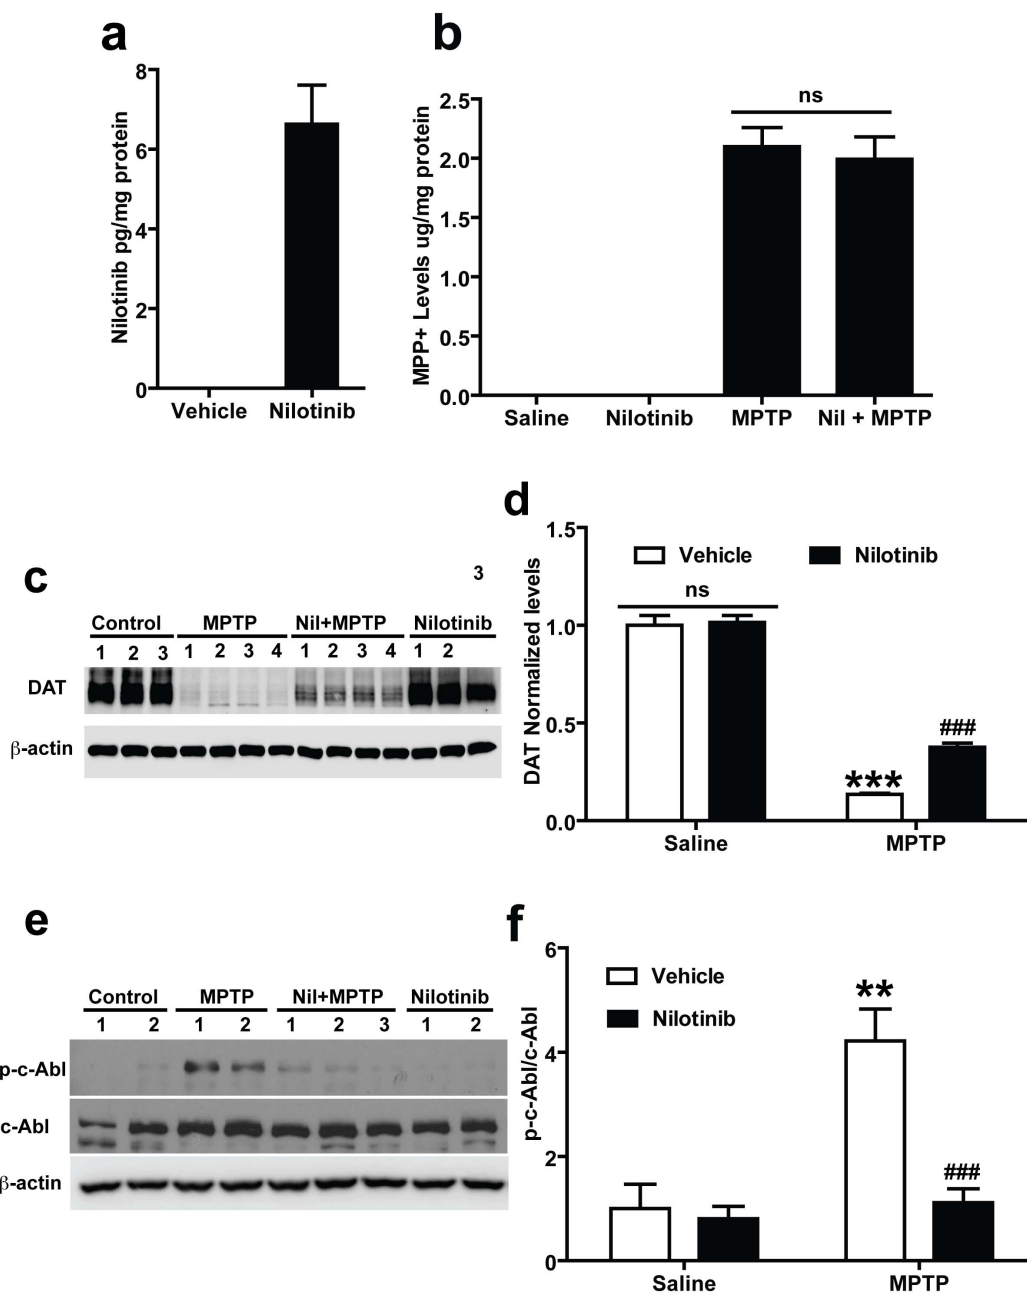 a
8
6
4
2
0
Nilotinib pg/mg protein
Vehicle Nilotinib
b
2.5
2.0
1.5
1.0
0.5
0.0
MPP+ Levels ug/mg protein
ns
Saline Nilotinib MPTP Nil + MPTP
c
3
Control MPTP Nil+MPTP Nilotinib
1 2 3 1 2 3 4 1 2 3 4 1 2
DAT
β-actin
d
1.5
1.0
0.5
0.0
DAT Normalized levels
Vehicle Nilotinib
ns
***
###
Saline MPTP
e
Control MPTP Nil+MPTP Nilotinib
1 2 1 2 1 2 3 1 2
p-c-Abl
c-Abl
β-actin
f
6
4
2
0
p-c-Abl/c-Abl
Vehicle
Nilotinib
**
###
Saline MPTP